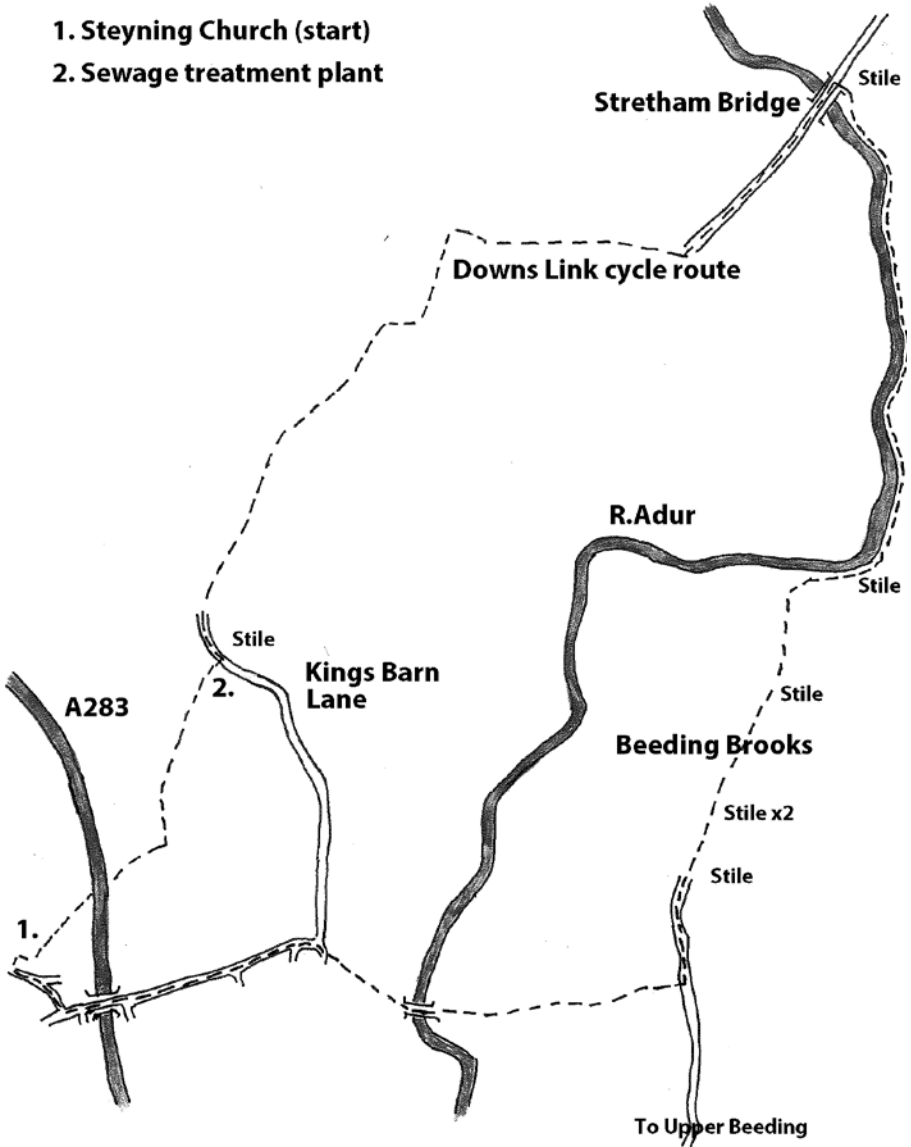 1. Steyning Church (start)
2. Sewage treatment plant
Stile
Stretham Bridge
Downs Link cycle route
R.Adur
Stile
Stile
2.
Kings Barn
Lane
A283
Stile
Beeding Brooks
Stile x2
Stile
1.
To Upper Beeding